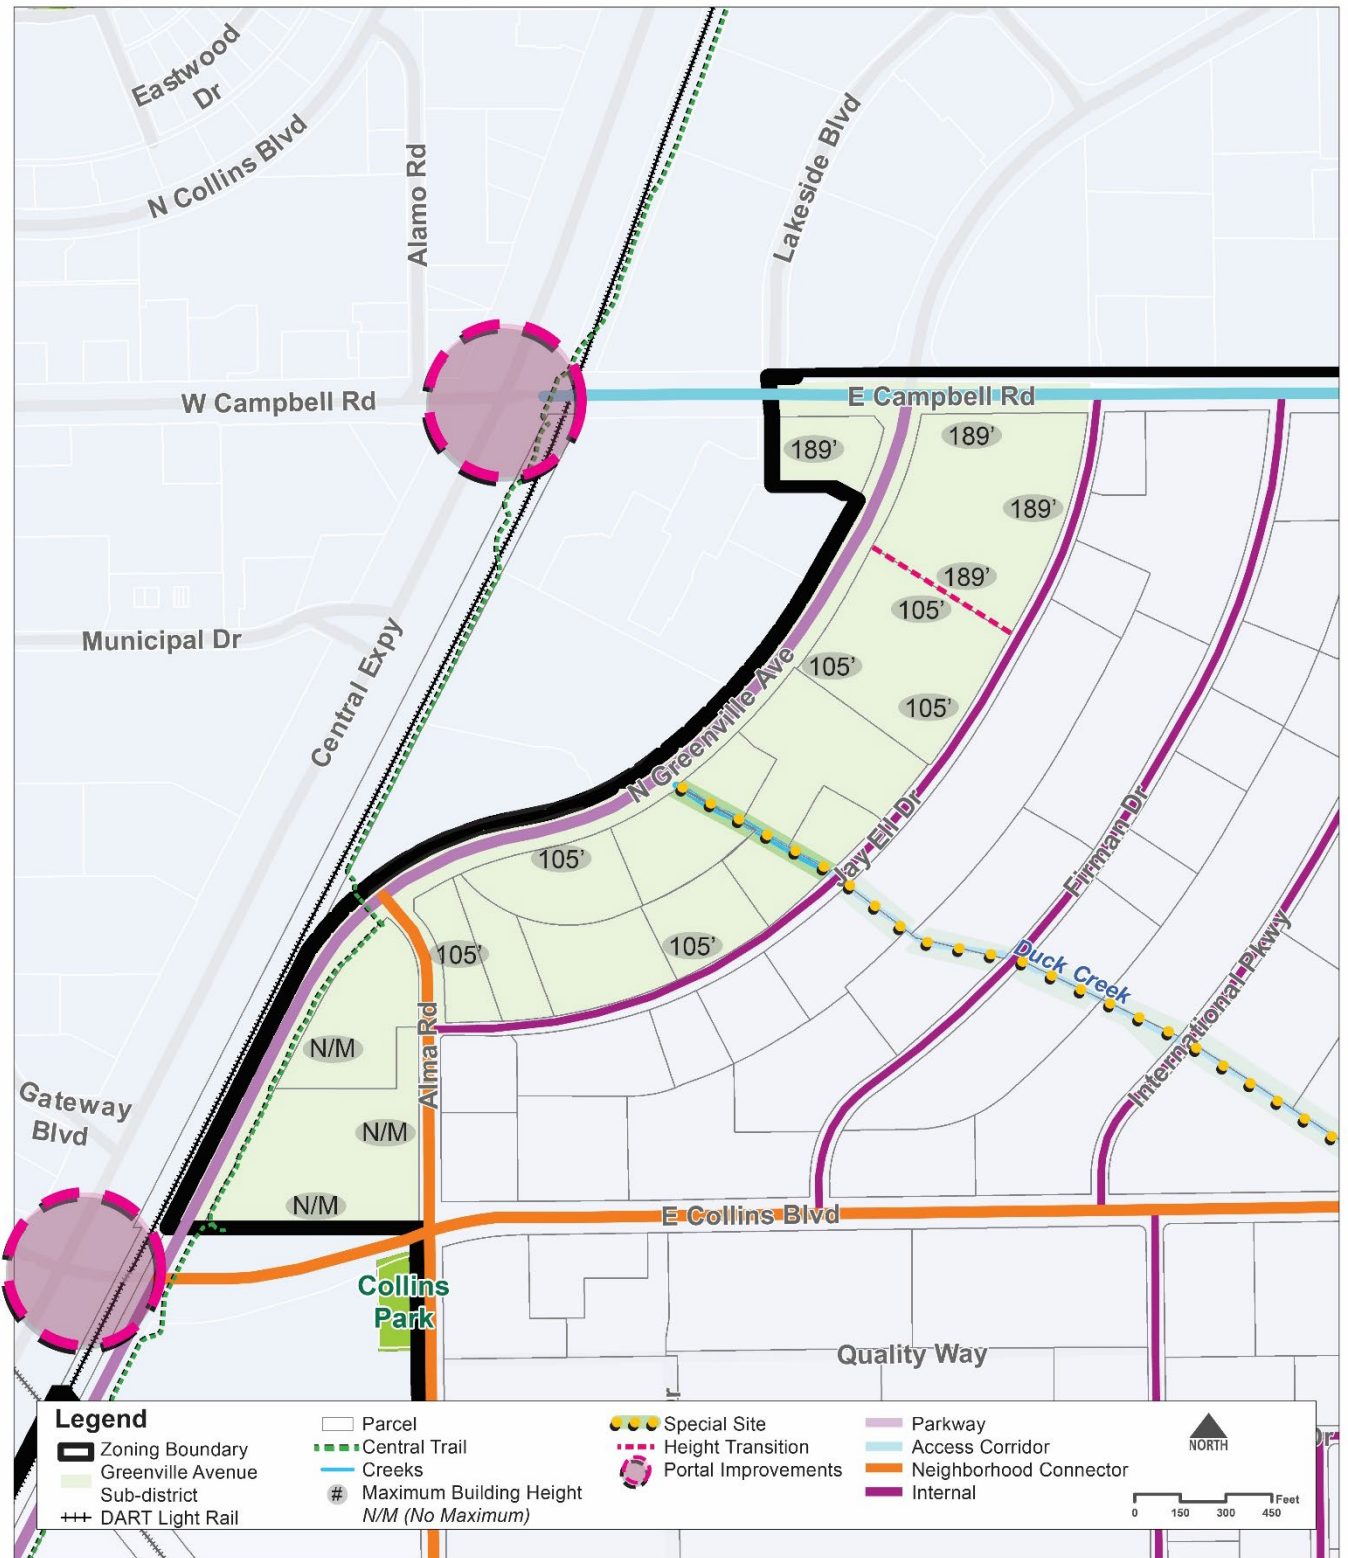 Eastwood
Dr
N Collins Blvd
Alamo Rd
Lakeside Blvd
W Campbell Rd
E Campbell Rd
189’
189’
189’
189’
105’
105’
105’
Municipal Dr
Central Expy
N Greenville Ave
105’
105’
105’
Jay Ell Dr
Firman Dr
Duck Creek
International Pkwy
Alma Rd
N/M
N/M
N/M
Gateway
Blvd
E Collins Blvd
Collins
Park
Quality Way
Legend
Zoning Boundary
Greenville Avenue
Sub-district
DART Light Rail
Parcel
Central Trail
Creeks
# Maximum Building Height
N/M (No Maximum)
Special Site
Height Transition
Portal Improvements
Parkway
Access Corridor
Neighborhood Connector
Internal
NORTH
Feet
0 150 300 450